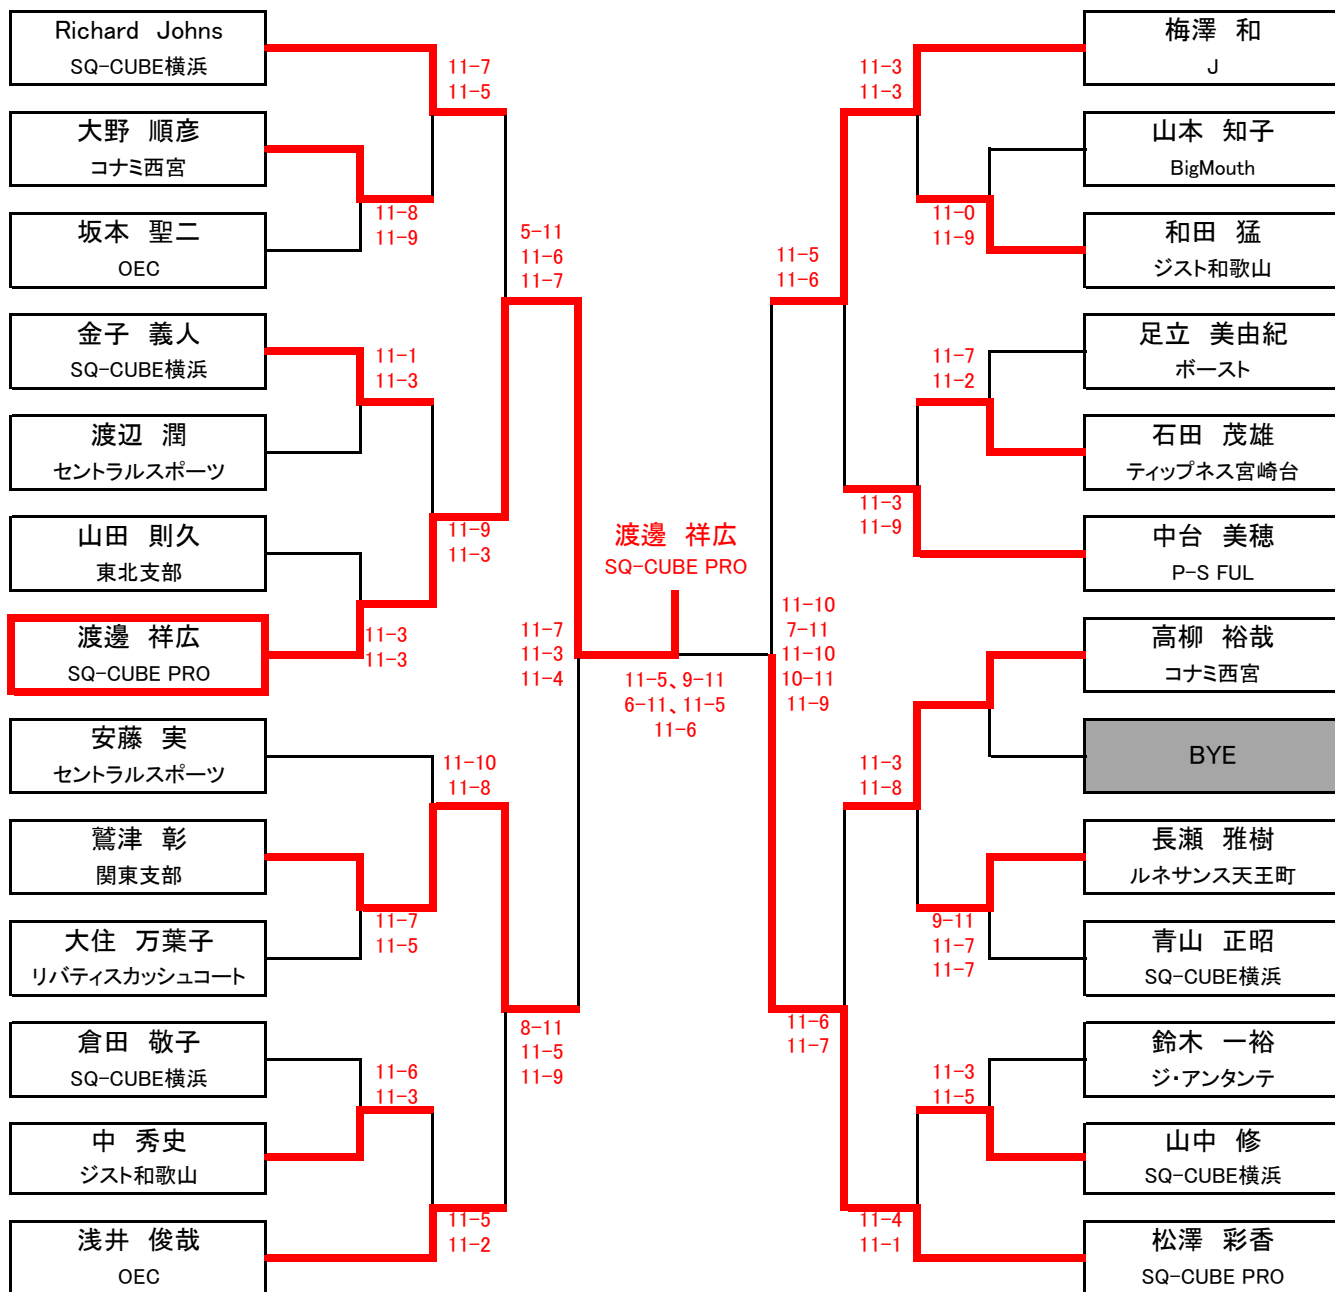 Richard Johns
SQ-CUBE横浜
大野 順彦
コナミ西宮
坂本 聖二
OEC
金子 義人
SQ-CUBE横浜
渡辺 潤
セントラルスポーツ
山田 則久
東北支部
渡邊 祥広
SQ-CUBE PRO
安藤 実
セントラルスポーツ
鷲津 彰
関東支部
大住 万葉子
リバティスカッシュコート
倉田 敬子
SQ-CUBE横浜
中 秀史
ジスト和歌山
浅井 俊哉
OEC
11-8
11-9
11-1
11-3
11-3
11-3
11-7
11-5
11-6
11-3
11-7
11-5
11-9
11-3
11-10
11-8
11-5
11-2
5-11
11-6
11-7
8-11
11-5
11-9
11-7
11-3
11-4
渡邊 祥広
SQ-CUBE PRO
11-5、9-11
6-11、11-5
11-6
11-10
7-11
11-10
10-11
11-9
11-5
11-6
11-6
11-7
11-3
11-3
11-3
11-9
11-3
11-8
11-4
11-1
11-0
11-9
11-7
11-2
9-11
11-7
11-7
11-3
11-5
梅澤 和
J
山本 知子
BigMouth
和田 猛
ジスト和歌山
足立 美由紀
ボースト
石田 茂雄
ティップネス宮崎台
中台 美穂
P-S FUL
高柳 裕哉
コナミ西宮
BYE
長瀬 雅樹
ルネサンス天王町
青山 正昭
SQ-CUBE横浜
鈴木 一裕
ジ・アンタンテ
山中 修
SQ-CUBE横浜
松澤 彩香
SQ-CUBE PRO